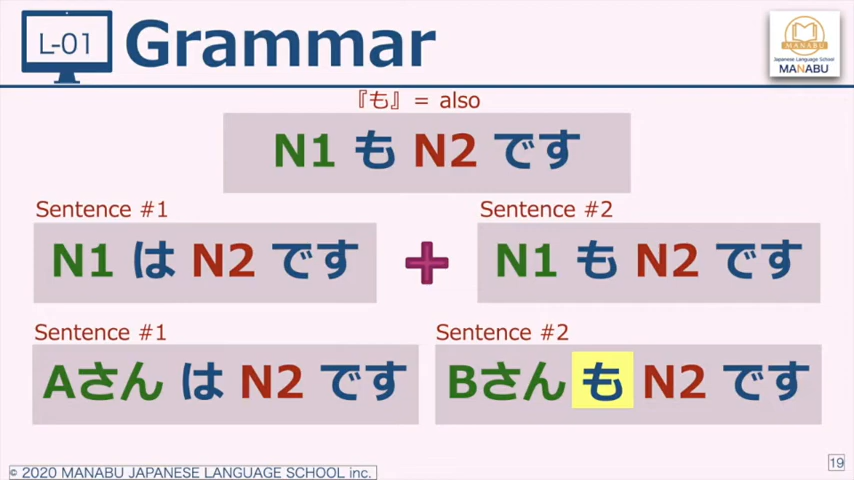 L-01
Grammar
MANABU
Japanese Language School
MANABU
『も』= also
N1 も N2 です
Sentence #1
N1 は N2 です
Sentence #2
N1 も N2 です
Sentence #1
Aさん は N2 です
Sentence #2
Bさん も N2 です
19
© 2020 MANABU JAPANESE LANGUAGE SCHOOL inc.